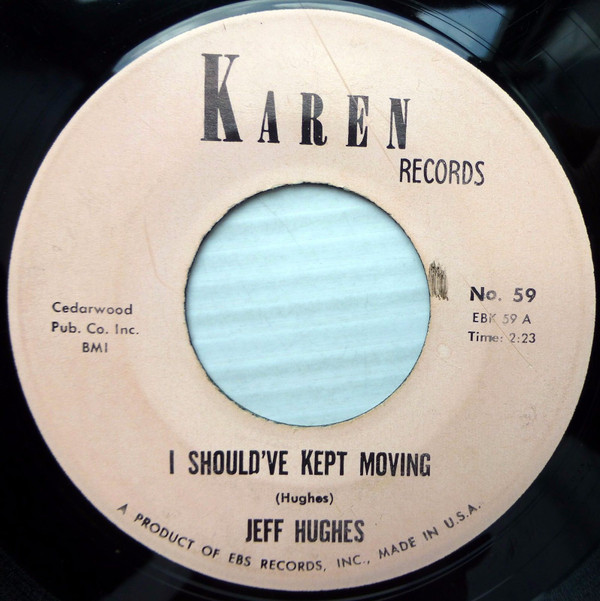 KAREN
RECORDS
Cedarwood
Pub. Co. Inc.
BMI
No. 59
EBK 59 A
Time: 2:23
I SHOULD'VE KEPT MOVING
(Hughes)
JEFF HUGHES
A PRODUCT OF EBS RECORDS, INC., MADE IN U.S.A.